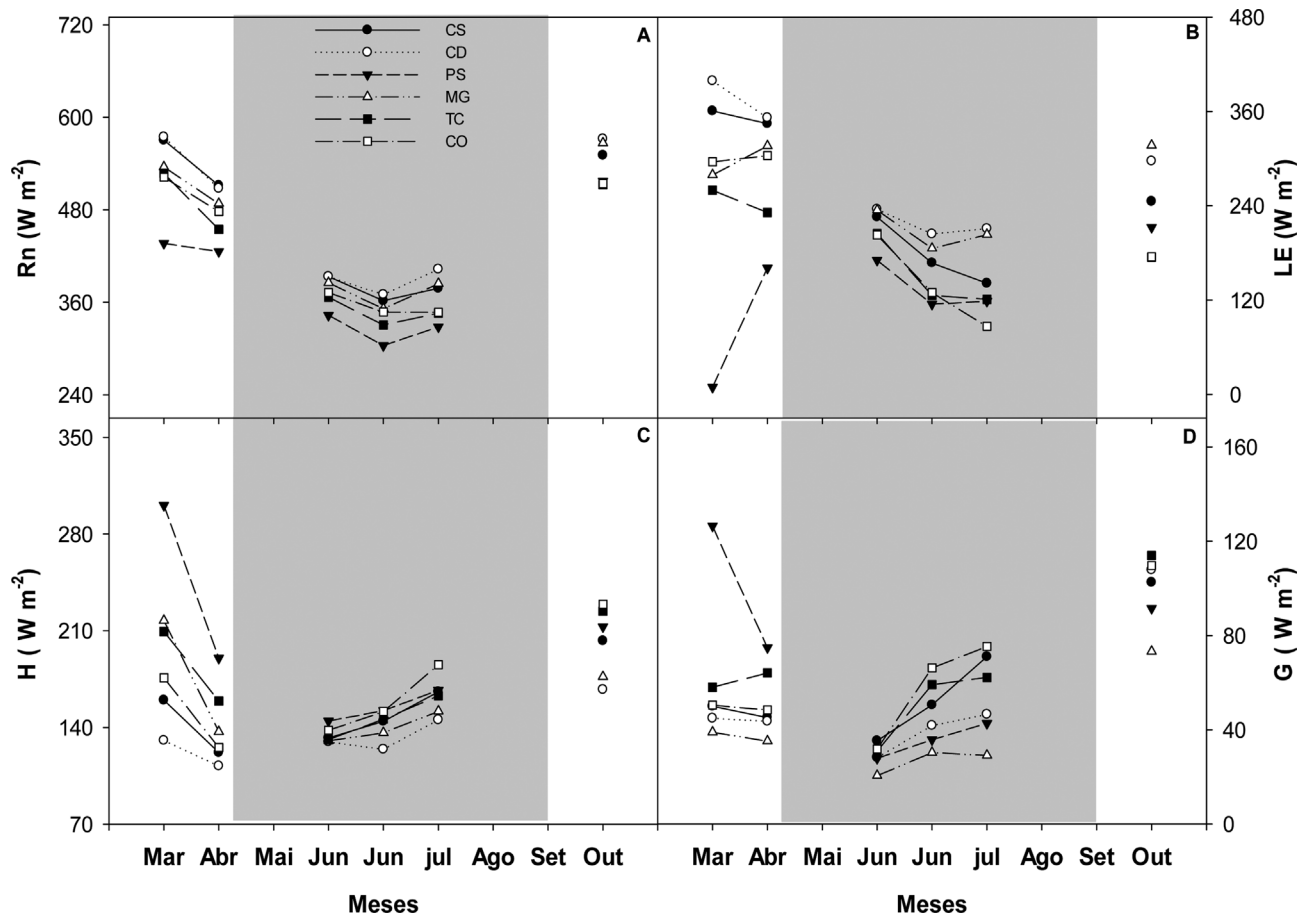 A
CS
CD
PS
MG
TC
CO
720
600
480
360
240
Rn (W m-2)
B
480
360
240
120
0
LE (W m-2)
C
350
280
210
140
70
H ( W m-2)
D
160
120
80
40
0
G ( W m-2)
Mar Abr Mai Jun Jun jul Ago Set Out
Meses
Mar Abr Mai Jun Jun jul Ago Set Out
Meses